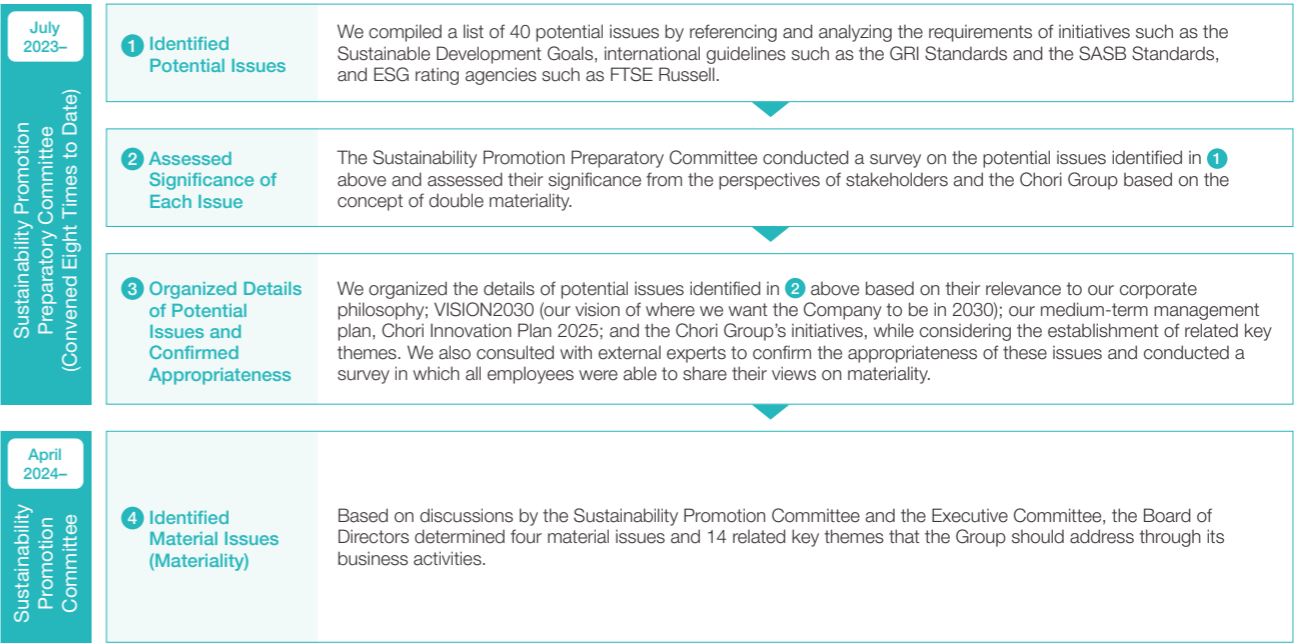 July
2023–
Sustainability Promotion
Preparatory Committee
(Convened Eight Times to Date)
1 Identified
Potential Issues
We compiled a list of 40 potential issues by referencing and analyzing the requirements of initiatives such as the
Sustainable Development Goals, international guidelines such as the GRI Standards and the SASB Standards,
and ESG rating agencies such as FTSE Russell.
2 Assessed
Significance of
Each Issue
The Sustainability Promotion Preparatory Committee conducted a survey on the potential issues identified in 1
above and assessed their significance from the perspectives of stakeholders and the Chori Group based on the
concept of double materiality.
3 Organized Details
of Potential
Issues and
Confirmed
Appropriateness
We organized the details of potential issues identified in 2 above based on their relevance to our corporate
philosophy; VISION2030 (our vision of where we want the Company to be in 2030); our medium-term management
plan, Chori Innovation Plan 2025; and the Chori Group’s initiatives, while considering the establishment of related key
themes. We also consulted with external experts to confirm the appropriateness of these issues and conducted a
survey in which all employees were able to share their views on materiality.
April
2024–
Sustainability
Promotion
Committee
4 Identified
Material Issues
(Materiality)
Based on discussions by the Sustainability Promotion Committee and the Executive Committee, the Board of
Directors determined four material issues and 14 related key themes that the Group should address through its
business activities.